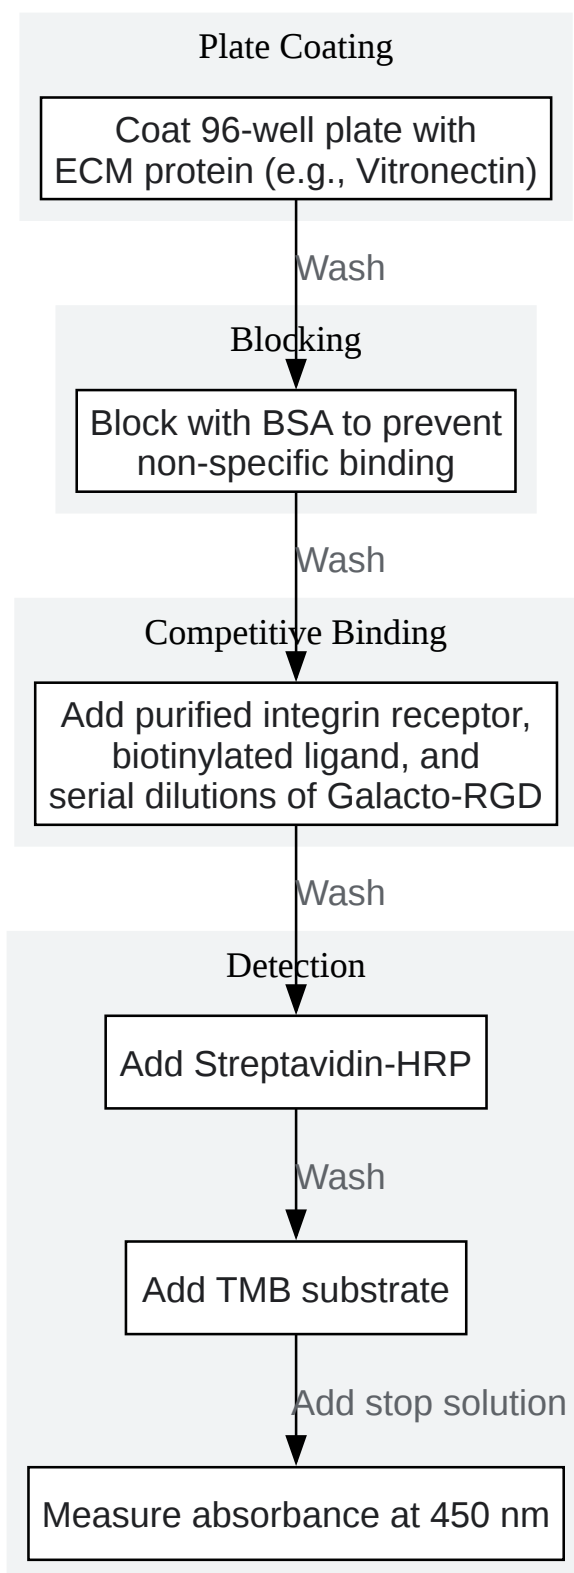 Plate Coating
Coat 96-well plate with
ECM protein (e.g., Vitronectin)
Wash
Blocking
Block with BSA to prevent
non-specific binding
Wash
Competitive Binding
Add purified integrin receptor,
biotinylated ligand, and
serial dilutions of Galacto-RGD
Wash
Detection
Add Streptavidin-HRP
Wash
Add TMB substrate
Add stop solution
Measure absorbance at 450 nm